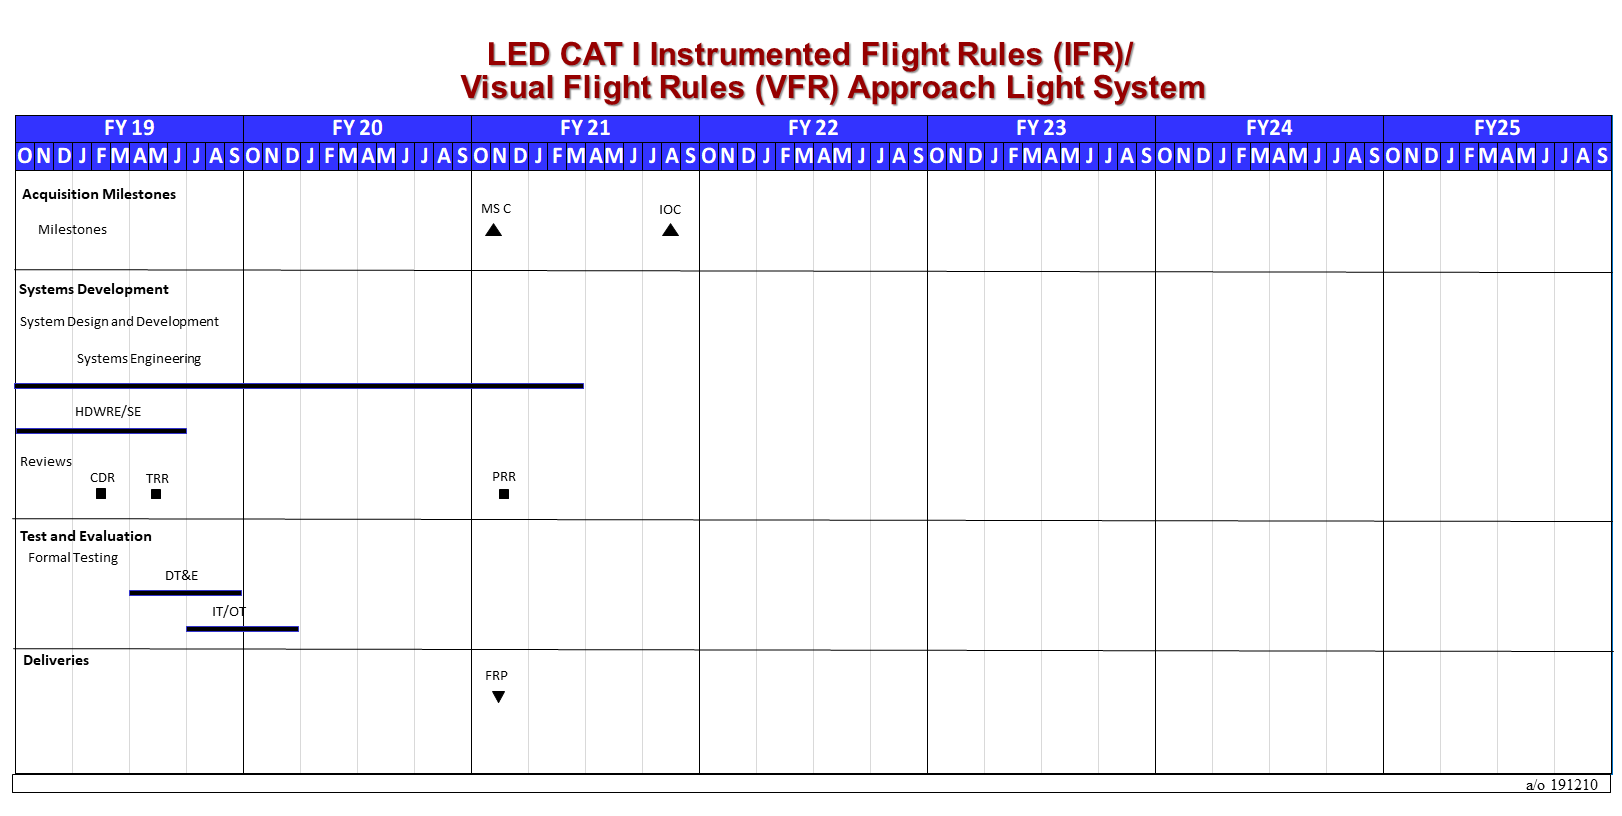 LED CAT I Instrumented Flight Rules (IFR)/
Visual Flight Rules (VFR) Approach Light System
FY 19 FY 20 FY 21 FY 22 FY 23 FY24 FY25
O N D J F M A M J J A S O N D J F M A M J J A S O N D J F M A M J J A S O N D J F M A M J J A S O N D J F M A M J J A S O N D J F M A M J J A S O N D J F M A M J J A S
Acquisition Milestones
MS C IOC
Milestones
Systems Development
System Design and Development
Systems Engineering
HDWRE/SE
Reviews
CDR TRR PRR
Test and Evaluation
Formal Testing
DT&E
IT/OT
Deliveries
FRP
a/o 191210